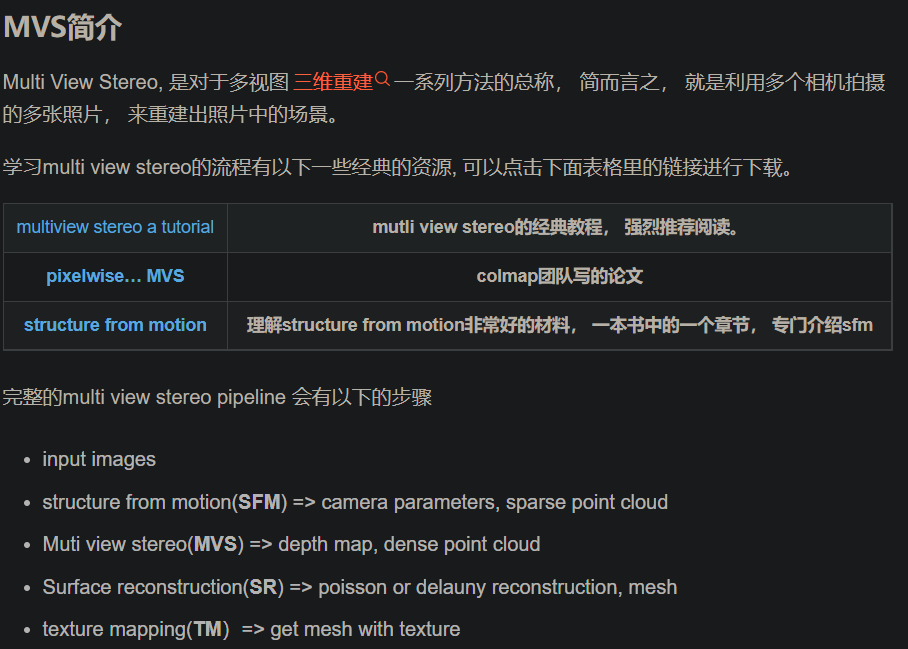 MVS简介
Multi View Stereo, 是对于多视图 三维重建 一系列方法的总称， 简而言之， 就是利用多个相机拍摄
的多张照片， 来重建出照片中的场景。
学习multi view stereo的流程有以下一些经典的资源, 可以点击下面表格里的链接进行下载。
multiview stereo a tutorial mutli view stereo的经典教程， 强烈推荐阅读。
pixelwise… MVS colmap团队写的论文
structure from motion 理解structure from motion非常好的材料， 一本书中的一个章节， 专门介绍sfm
完整的multi view stereo pipeline 会有以下的步骤
• input images
• structure from motion(SFM) => camera parameters, sparse point cloud
• Muti view stereo(MVS) => depth map, dense point cloud
• Surface reconstruction(SR) => poisson or delauny reconstruction, mesh
• texture mapping(TM） => get mesh with texture